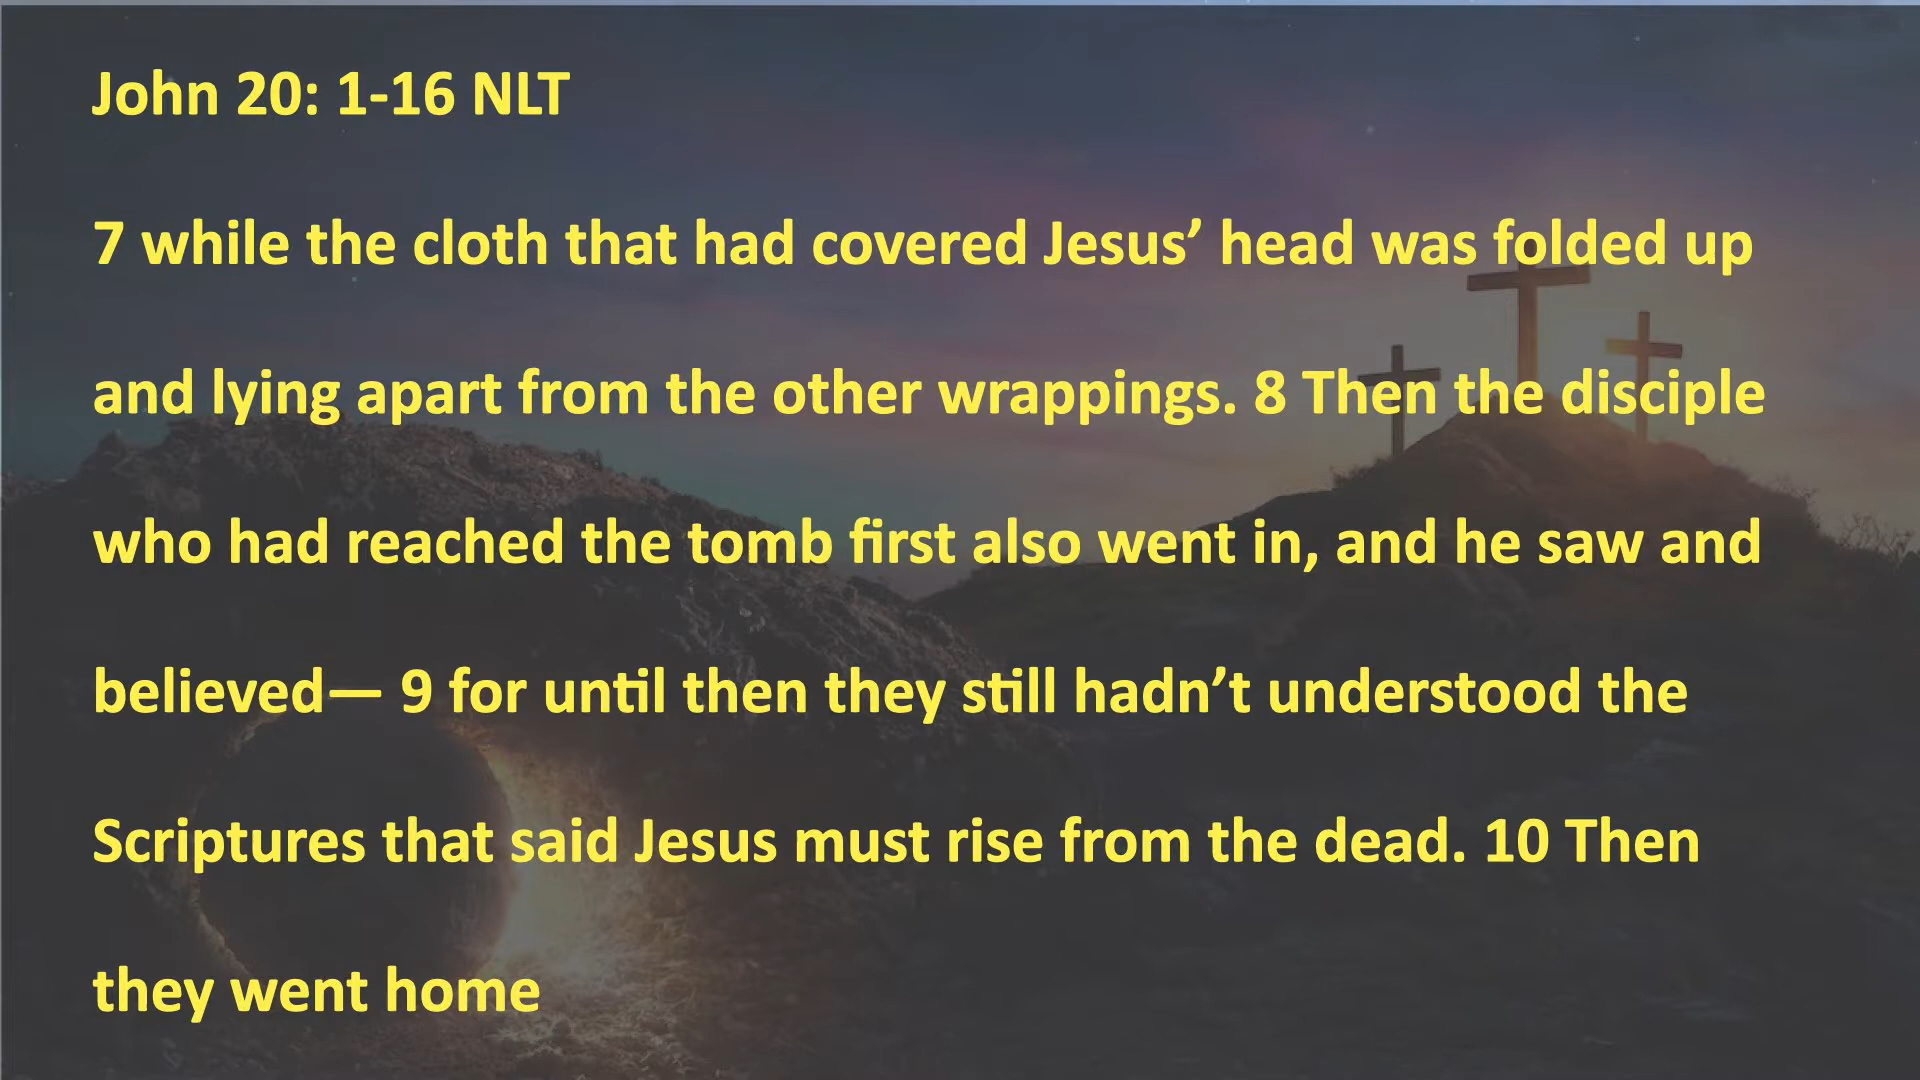 John 20: 1-16 NLT
7 while the cloth that had covered Jesus’ head was folded up
and lying apart from the other wrappings. 8 Then the disciple
who had reached the tomb first also went in, and he saw and
believed— 9 for until then they still hadn’t understood the
Scriptures that said Jesus must rise from the dead. 10 Then
they went home